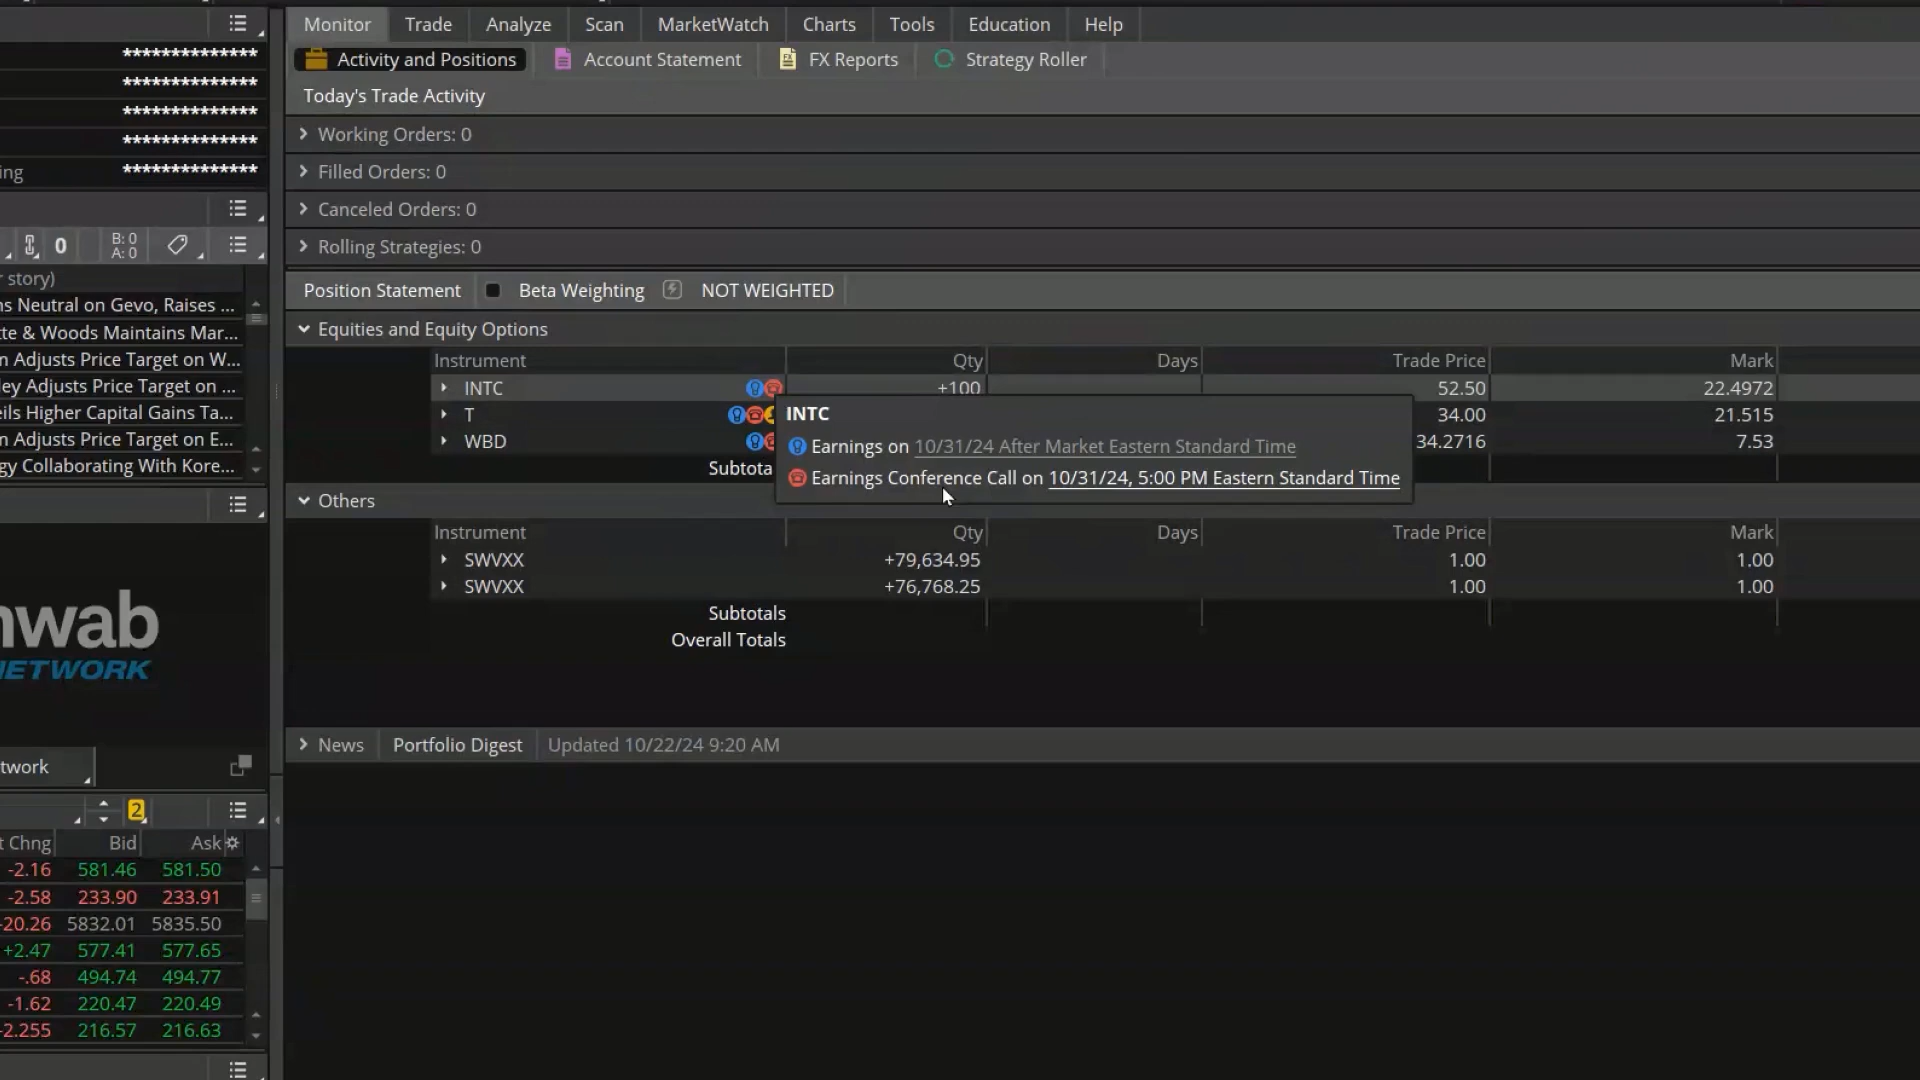 Monitor Trade Analyze Scan MarketWatch Charts Tools Education Help
Activity and Positions Account Statement FX Reports Strategy Roller
Today's Trade Activity
Working Orders: 0
Filled Orders: 0
Canceled Orders: 0
Rolling Strategies: 0
Position Statement Beta Weighting NOT WEIGHTED
Equities and Equity Options
Instrument Qty Days Trade Price Mark
INTC +100 52.50 22.4972
T 34.00 21.515
WBD 34.2716 7.53
Subtota
INTC
Earnings on 10/31/24 After Market Eastern Standard Time
Earnings Conference Call on 10/31/24, 5:00 PM Eastern Standard Time
Others
Instrument Qty Days Trade Price Mark
SWVXX +79,634.95 1.00 1.00
SWVXX +76,768.25 1.00 1.00
Subtotals
Overall Totals
News Portfolio Digest Updated 10/22/24 9:20 AM
**************
**************
**************
**************
ing **************
0 B: 0
A: 0
r story)
ns Neutral on Gevo, Raises ...
tte & Woods Maintains Mar...
n Adjusts Price Target on W...
ley Adjusts Price Target on ...
eils Higher Capital Gains Ta...
n Adjusts Price Target on E...
gy Collaborating With Kore...
hwab
NETWORK
twork
2
t Chng Bid Ask
-2.16 581.46 581.50
-2.58 233.90 233.91
-20.26 5832.01 5835.50
+2.47 577.41 577.65
-.68 494.74 494.77
-1.62 220.47 220.49
-2.255 216.57 216.63